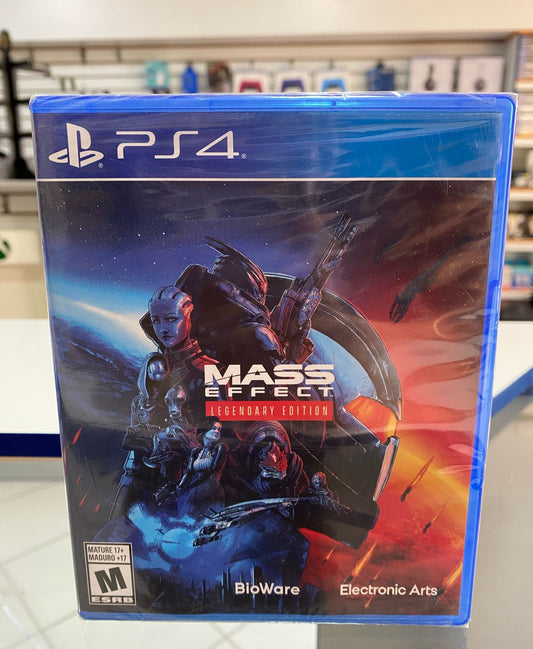 PS4
MASS
EFFECT
LEGENDARY EDITION
MATURE 17+
MADURO +17
M
ESRB
BioWare
Electronic Arts